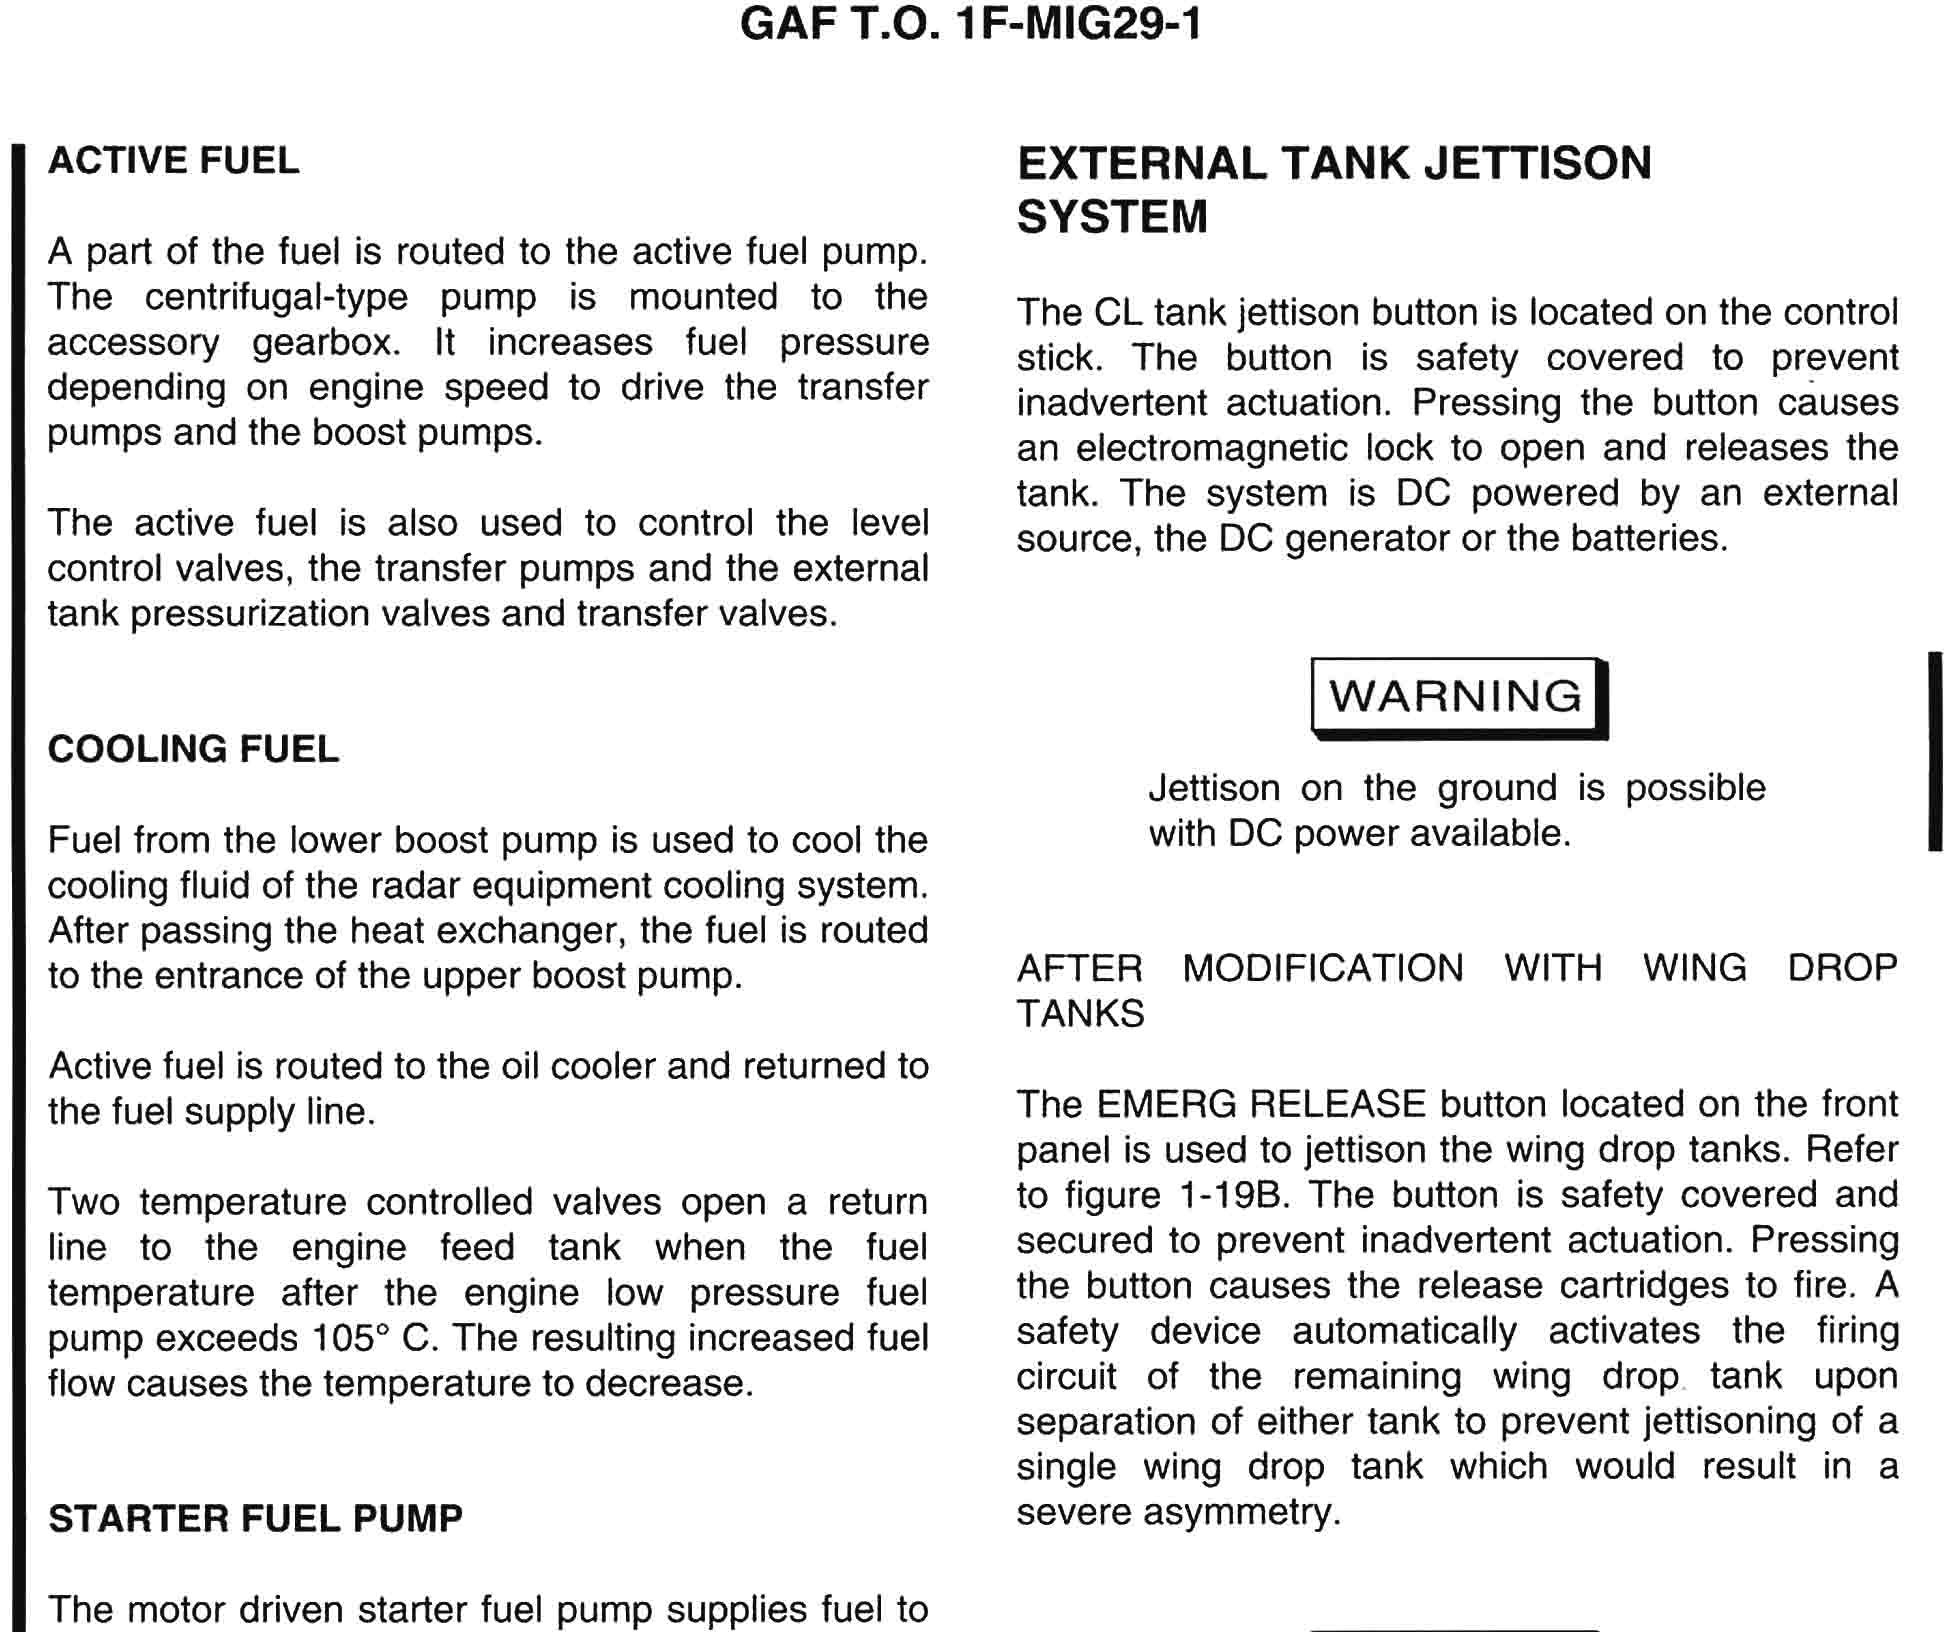 GAF T.O. 1F-MIG29-1
ACTIVE FUEL
A part of the fuel is routed to the active fuel pump.
The centrifugal-type pump is mounted to the
accessory gearbox. It increases fuel pressure
depending on engine speed to drive the transfer
pumps and the boost pumps.
The active fuel is also used to control the level
control valves, the transfer pumps and the external
tank pressurization valves and transfer valves.
COOLING FUEL
Fuel from the lower boost pump is used to cool the
cooling fluid of the radar equipment cooling system.
After passing the heat exchanger, the fuel is routed
to the entrance of the upper boost pump.
Active fuel is routed to the oil cooler and returned to
the fuel supply line.
Two temperature controlled valves open a return
line to the engine feed tank when the fuel
temperature after the engine low pressure fuel
pump exceeds 105° C. The resulting increased fuel
flow causes the temperature to decrease.
STARTER FUEL PUMP
The motor driven starter fuel pump supplies fuel to
EXTERNAL TANK JETTISON
SYSTEM
The CL tank jettison button is located on the control
stick. The button is safety covered to prevent
inadvertent actuation. Pressing the button causes
an electromagnetic lock to open and releases the
tank. The system is DC powered by an external
source, the DC generator or the batteries.
WARNING
Jettison on the ground is possible
with DC power available.
AFTER MODIFICATION WITH WING DROP
TANKS
The EMERG RELEASE button located on the front
panel is used to jettison the wing drop tanks. Refer
to figure 1-19B. The button is safety covered and
secured to prevent inadvertent actuation. Pressing
the button causes the release cartridges to fire. A
safety device automatically activates the firing
circuit of the remaining wing drop tank upon
separation of either tank to prevent jettisoning of a
single wing drop tank which would result in a
severe asymmetry.